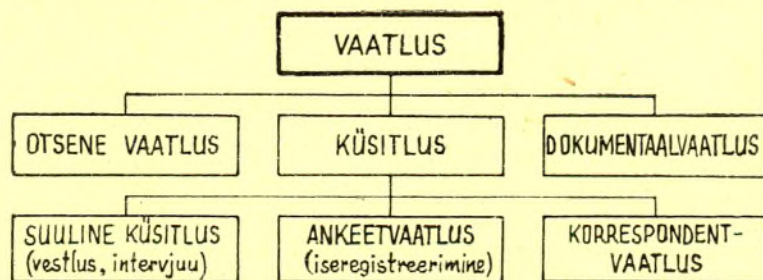 VAATLUS
OTSENE VAATLUS
KÜSITLUS
DOKUMENTAALVAATLUS
SUULINE KÜSITLUS
(vestlus, intervjuu)
ANKEETVAATLUS
(iseregistreerimine)
KORRESPONDENT-
VAATLUS